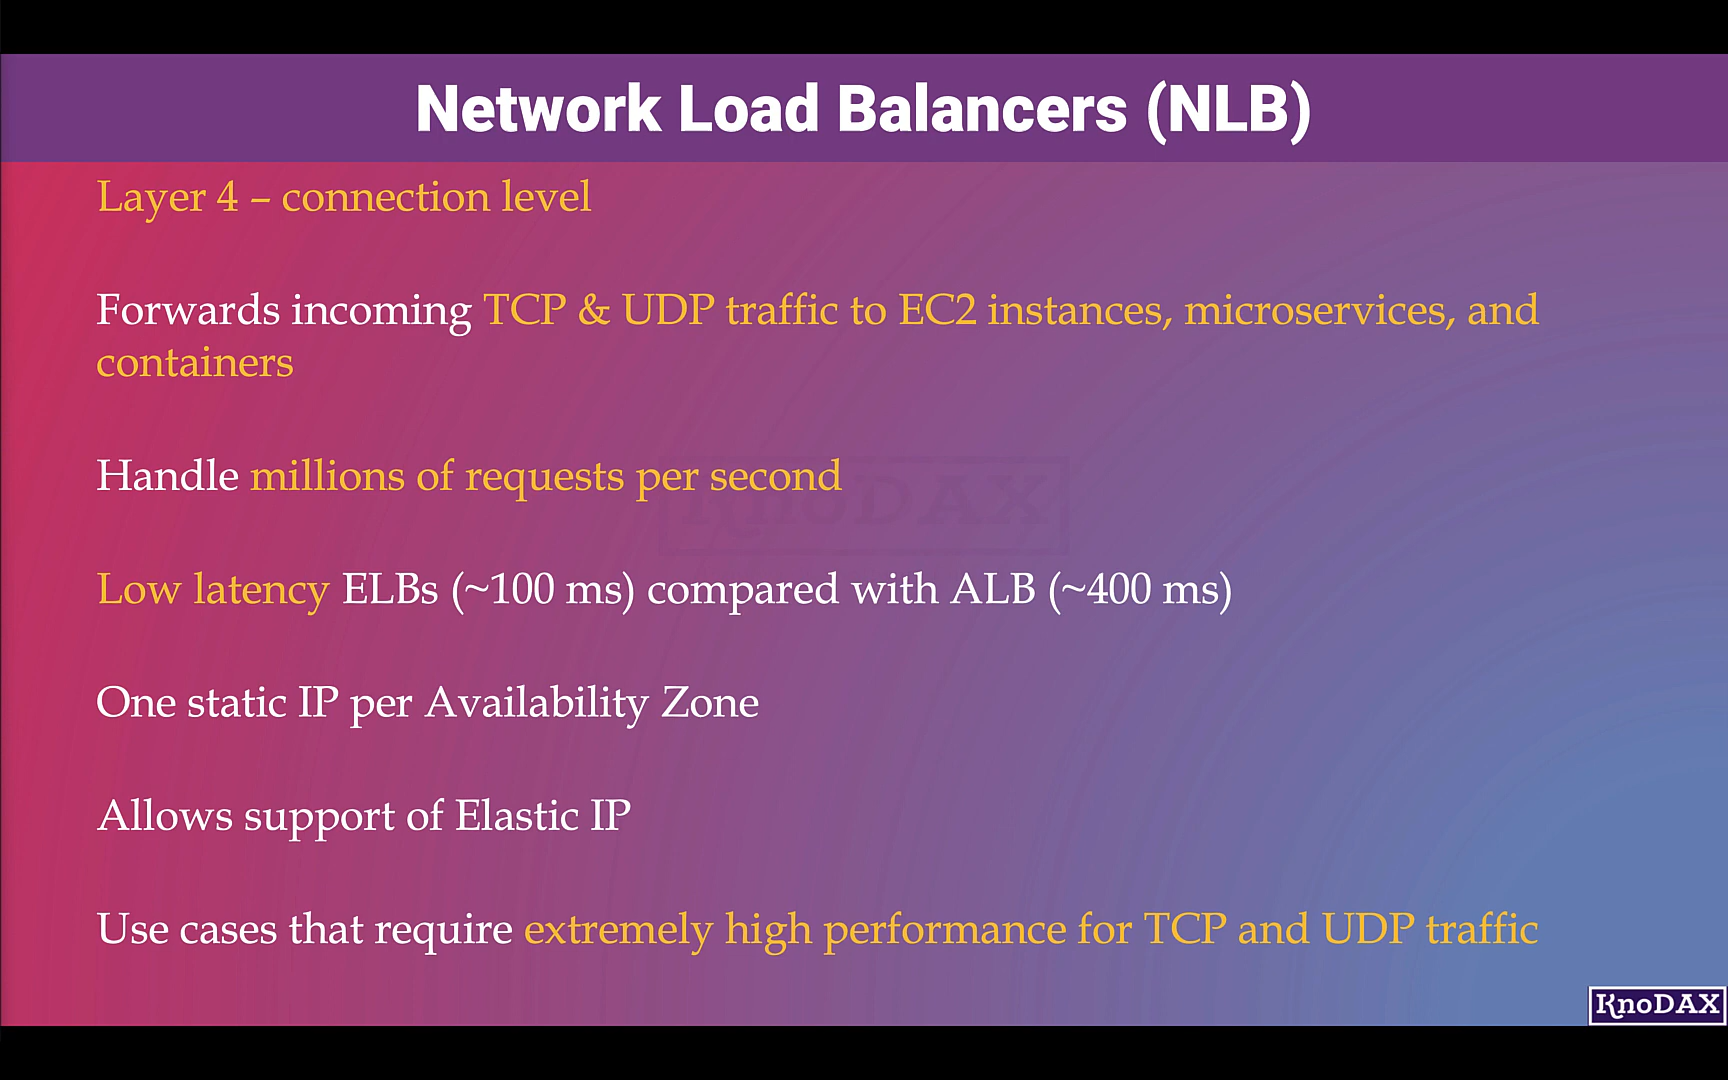 Network Load Balancers (NLB)
Layer 4 – connection level
Forwards incoming TCP & UDP traffic to EC2 instances, microservices, and
containers
Handle millions of requests per second
KnoDAX
Low latency ELBs (~100 ms) compared with ALB (~400 ms)
One static IP per Availability Zone
Allows support of Elastic IP
Use cases that require extremely high performance for TCP and UDP traffic
KnoDAX